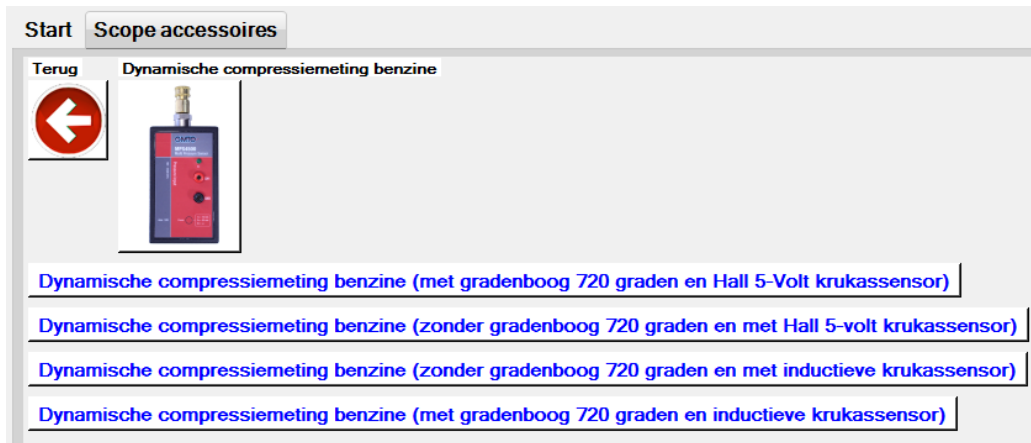 Start Scope accessoires
Terug Dynamische compressiemeting benzine
GMTO
Dynamische compressiemeting benzine (met gradenboog 720 graden en Hall 5-Volt krukassensor)
Dynamische compressiemeting benzine (zonder gradenboog 720 graden en met Hall 5-volt krukassensor)
Dynamische compressiemeting benzine (zonder gradenboog 720 graden en met inductieve krukassensor)
Dynamische compressiemeting benzine (met gradenboog 720 graden en inductieve krukassensor)